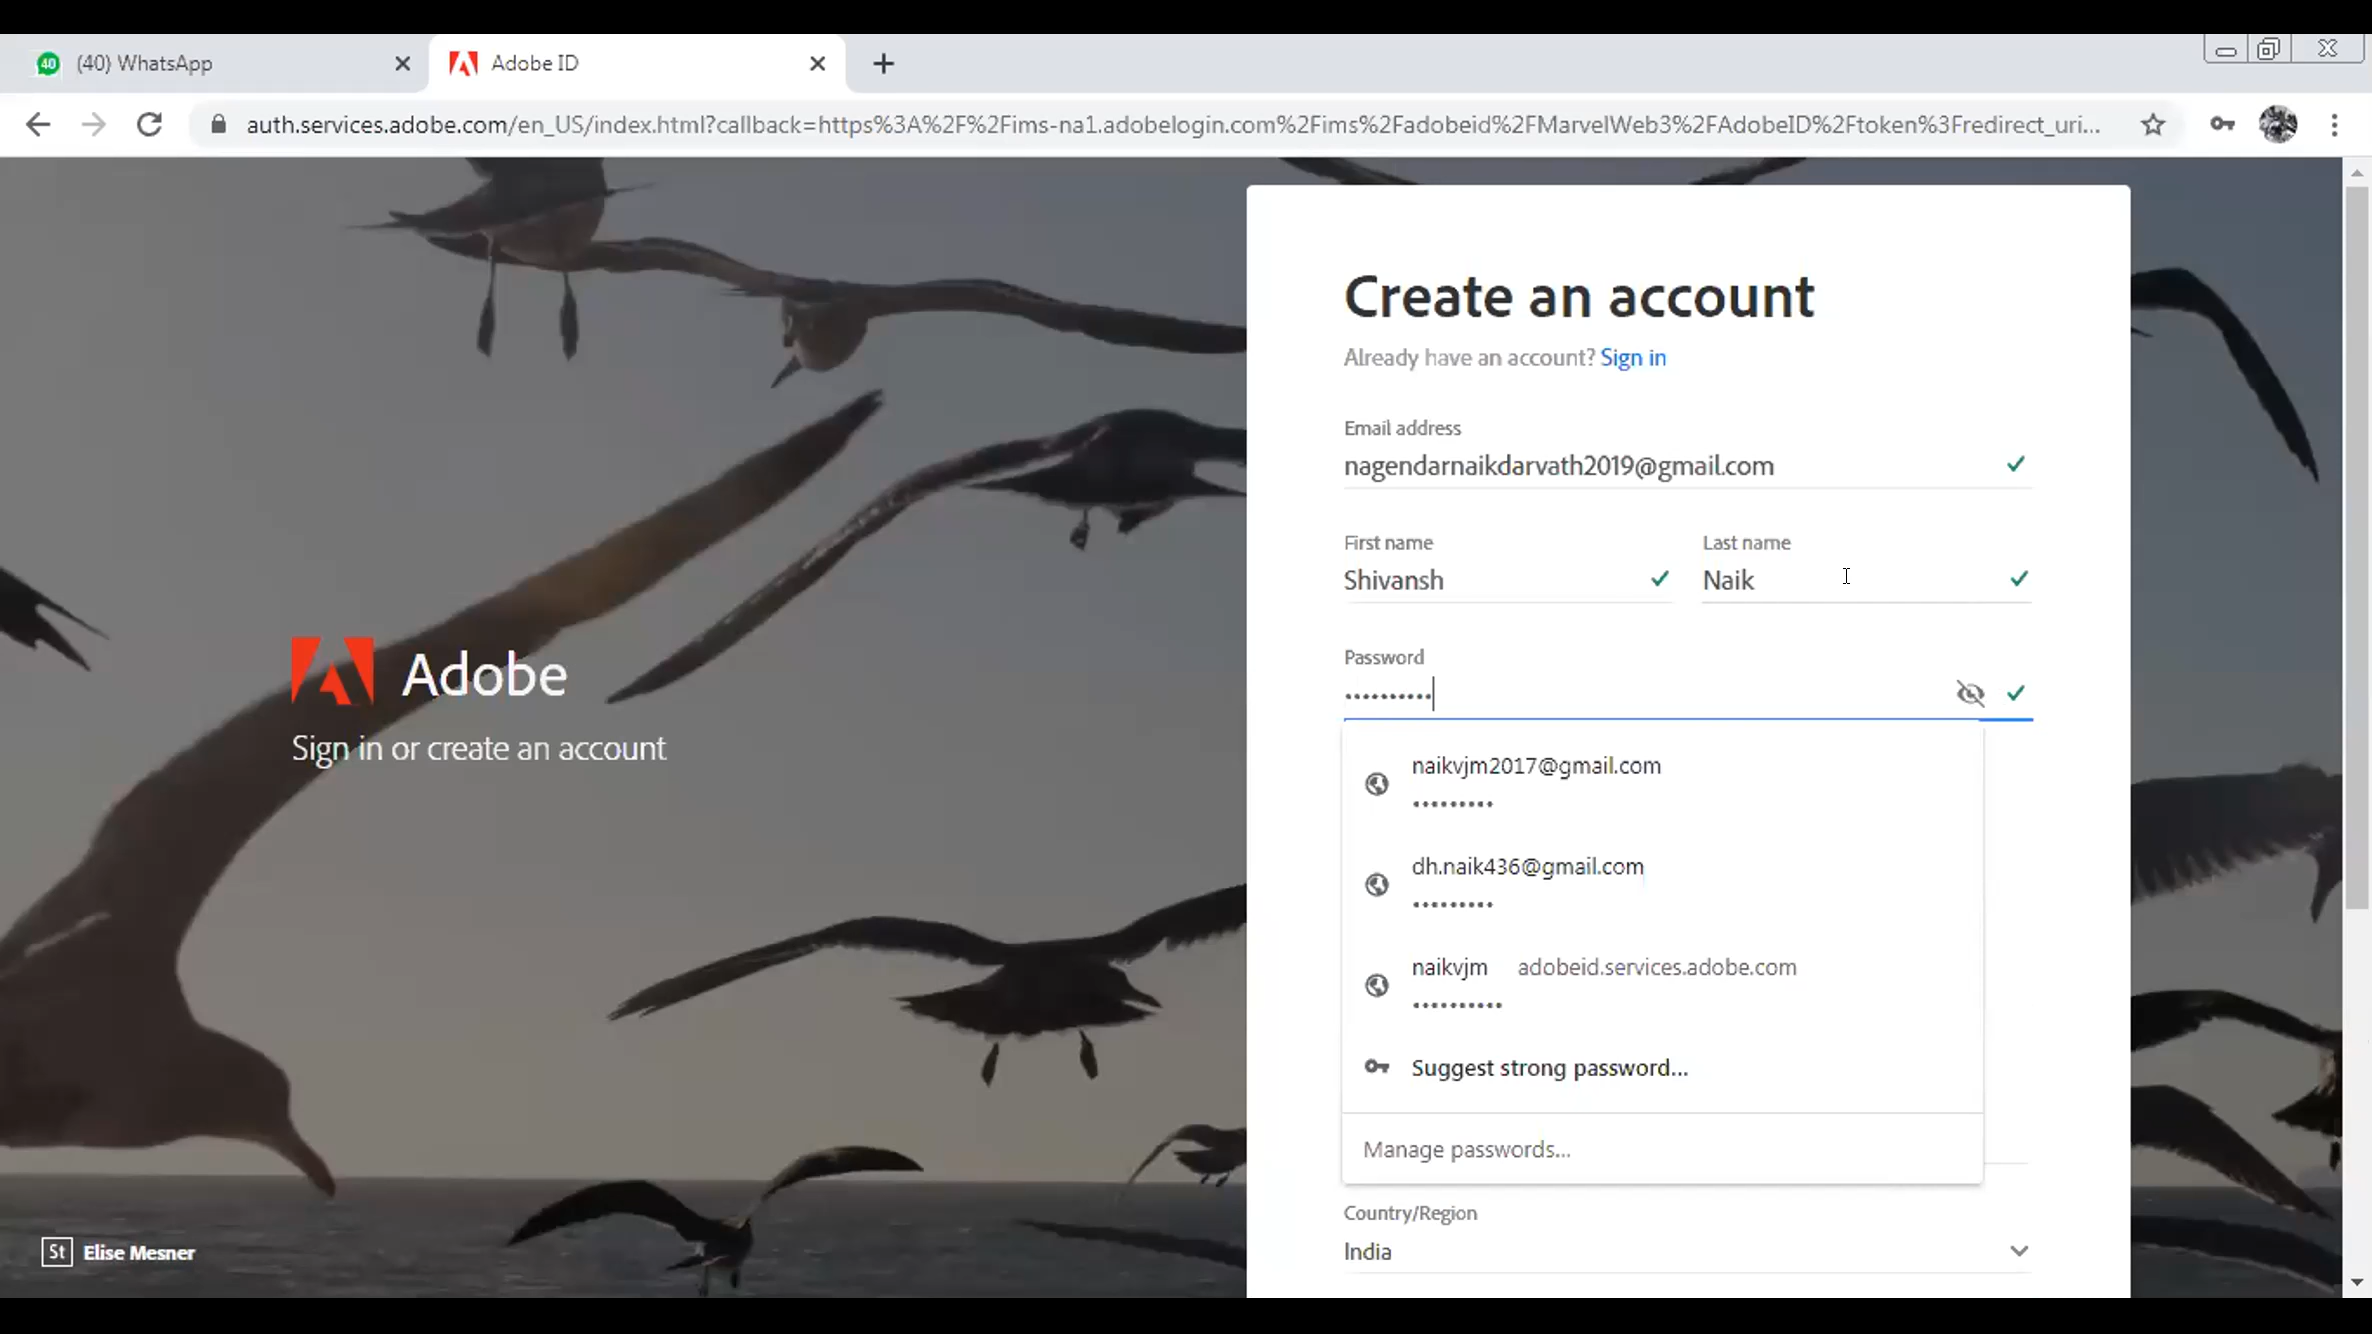 40 (40) WhatsApp
Adobe ID
auth.services.adobe.com/en_US/index.html?callback=https%3A%2F%2Fims-na1.adobelogin.com%2Fims%2Fadobeid%2FMarvelWeb3%2FAdobeID%2Ftoken%3Fredirect_uri...
Adobe
Sign in or create an account
St Elise Mesner
Create an account
Already have an account? Sign in
Email address
nagendarnaikdarvath2019@gmail.com
First name
Last name
Shivansh
Naik
Password
••••••••••
naikvjm2017@gmail.com
•••••••••
dh.naik436@gmail.com
•••••••••
naikvjm adobeid.services.adobe.com
••••••••••
Suggest strong password...
Manage passwords...
Country/Region
India